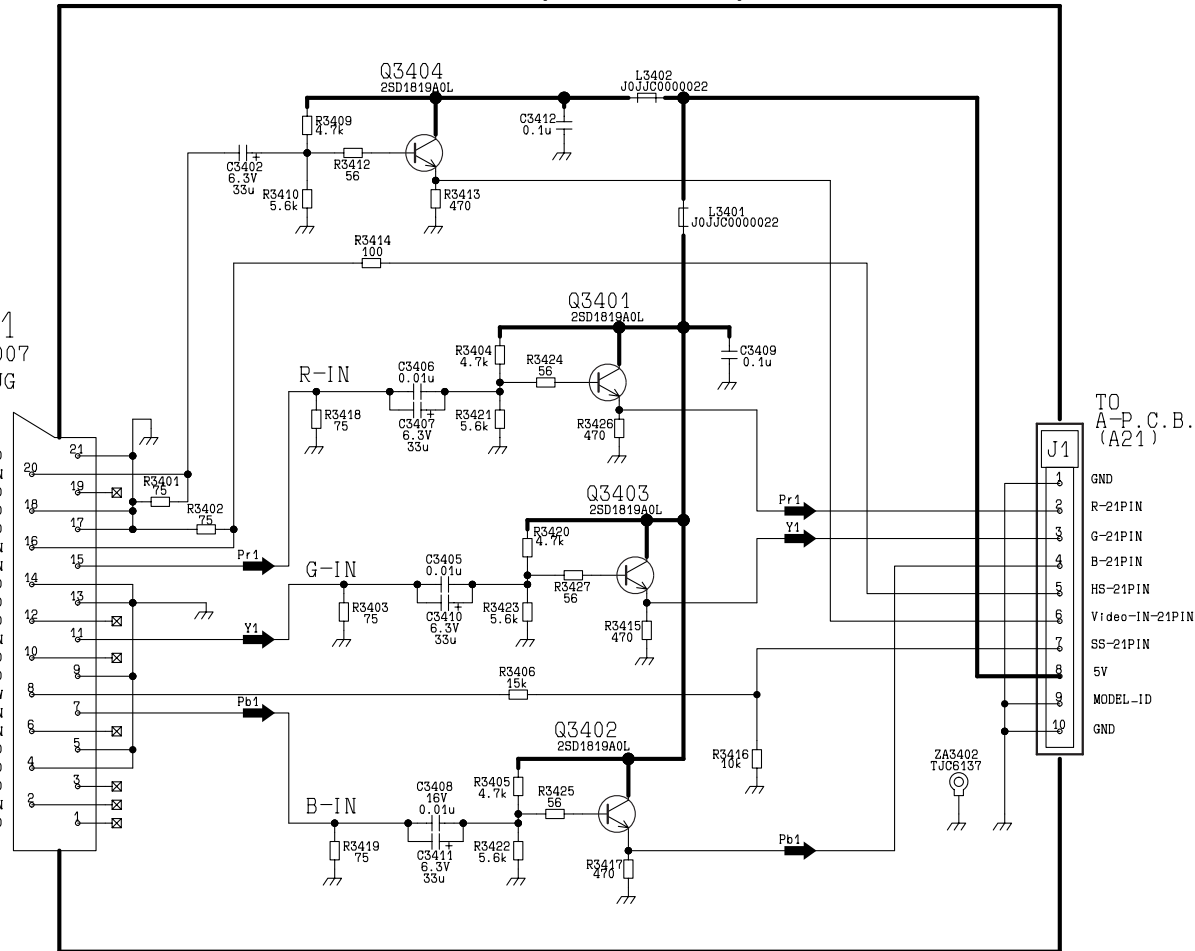 Q3404
2SD1819A0L
L3402
J0JJC0000022
R3409
4.7k
C3412
0.1u
C3402
6.3V
33u
+
R3412
56
R3410
5.6k
R3413
470
L3401
J0JJC0000022
R3414
100
Q3401
2SD1819A0L
R3404
4.7k
R3424
56
C3409
0.1u
R-IN
C3406
0.01u
C3407
6.3V
33u
+
R3418
75
R3421
5.6k
R3426
470
TO
A-P.C.B.
(A21)
J1
1 GND
2 R-21PIN
3 G-21PIN
4 B-21PIN
5 HS-21PIN
6 Video-IN-21PIN
7 SS-21PIN
8 5V
9 MODEL_ID
10 GND
21
20
19
18
17
16
15
14
13
12
11
10
9
8
7
6
5
4
3
2
1
R3401
75
R3402
75
Pr1
Y1
Pb1
Q3403
2SD1819A0L
Pr1
Y1
R3420
4.7k
G-IN
C3405
0.01u
C3410
6.3V
33u
+
R3403
75
R3423
5.6k
R3427
56
R3415
470
R3406
15k
Q3402
2SD1819A0L
R3416
10k
ZA3402
TJC6137
B-IN
C3408
16V
0.01u
C3411
6.3V
33u
+
R3405
4.7k
R3425
56
R3419
75
R3422
5.6k
R3417
470
Pb1